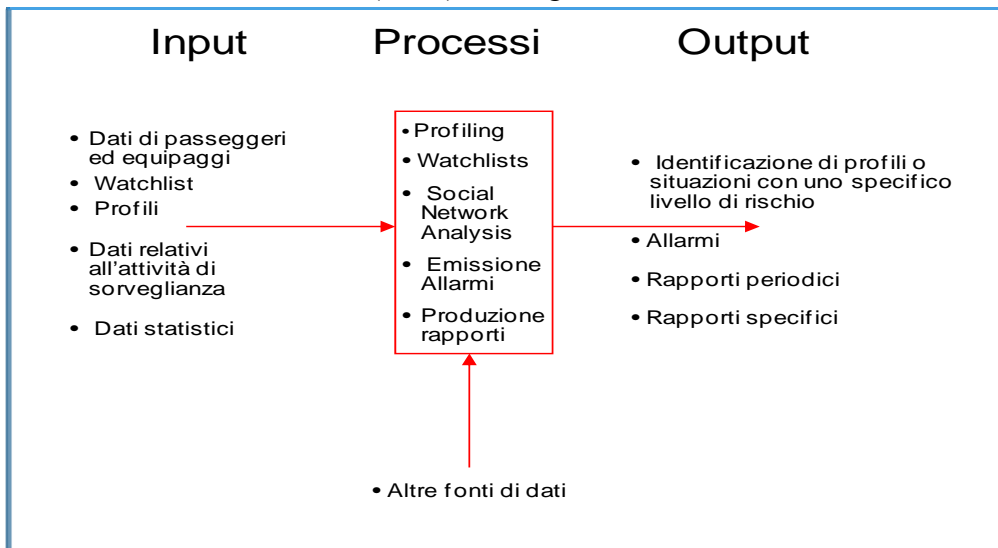 Input
Processi
Output
• Dati di passeggeri
ed equipaggi
• Watchlist
• Profili
• Dati relativi
all'attività di
sorveglianza
• Dati statistici
• Profiling
• Watchlists
• Social
Network
Analysis
• Emissione
Allarmi
• Produzione
rapporti
• Identificazione di profili o
situazioni con uno specifico
livello di rischio
• Allarmi
• Rapporti periodici
• Rapporti specifici
• Altre fonti di dati